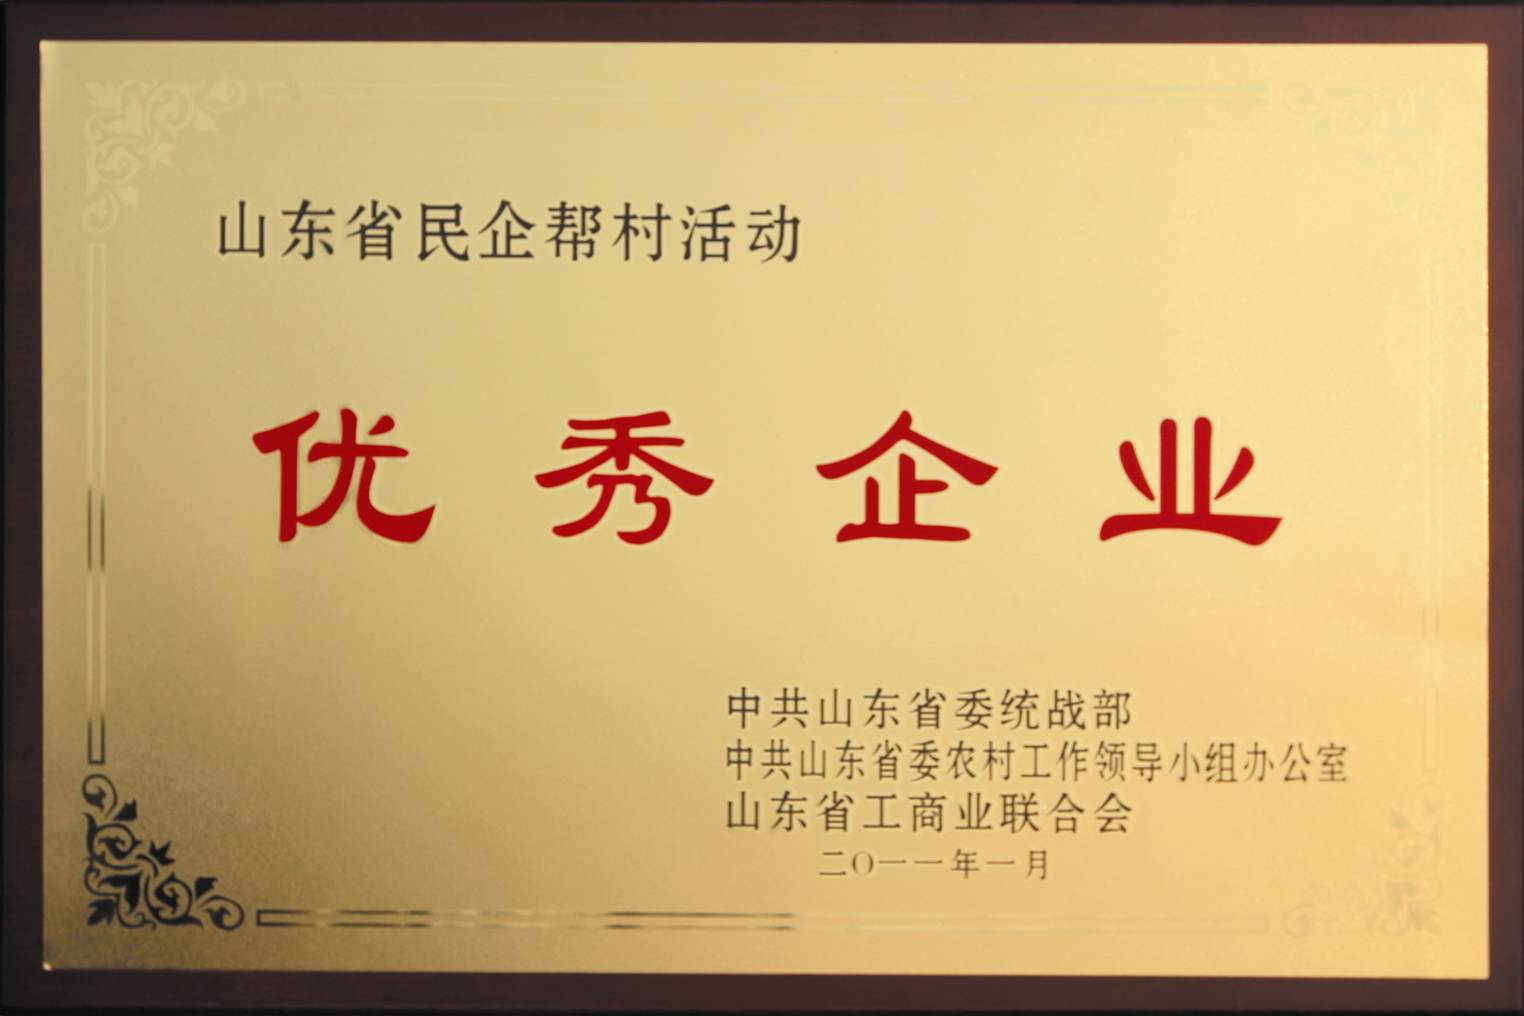 山东省民企帮村活动
优秀企业
中共山东省委统战部
中共山东省委农村工作领导小组办公室
山东省工商业联合会
二〇一一年一月